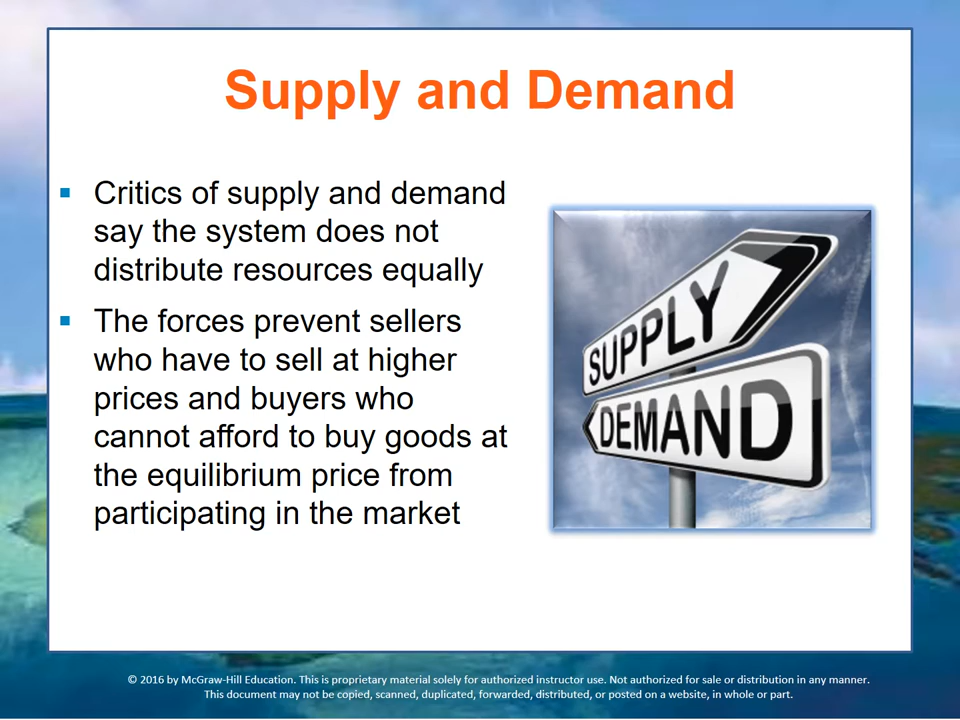 Supply and Demand
▪ Critics of supply and demand
say the system does not
distribute resources equally
▪ The forces prevent sellers
who have to sell at higher
prices and buyers who
cannot afford to buy goods at
the equilibrium price from
participating in the market
SUPPLY
DEMAND
© 2016 by McGraw-Hill Education. This is proprietary material solely for authorized instructor use. Not authorized for sale or distribution in any manner.
This document may not be copied, scanned, duplicated, forwarded, distributed, or posted on a website, in whole or part.